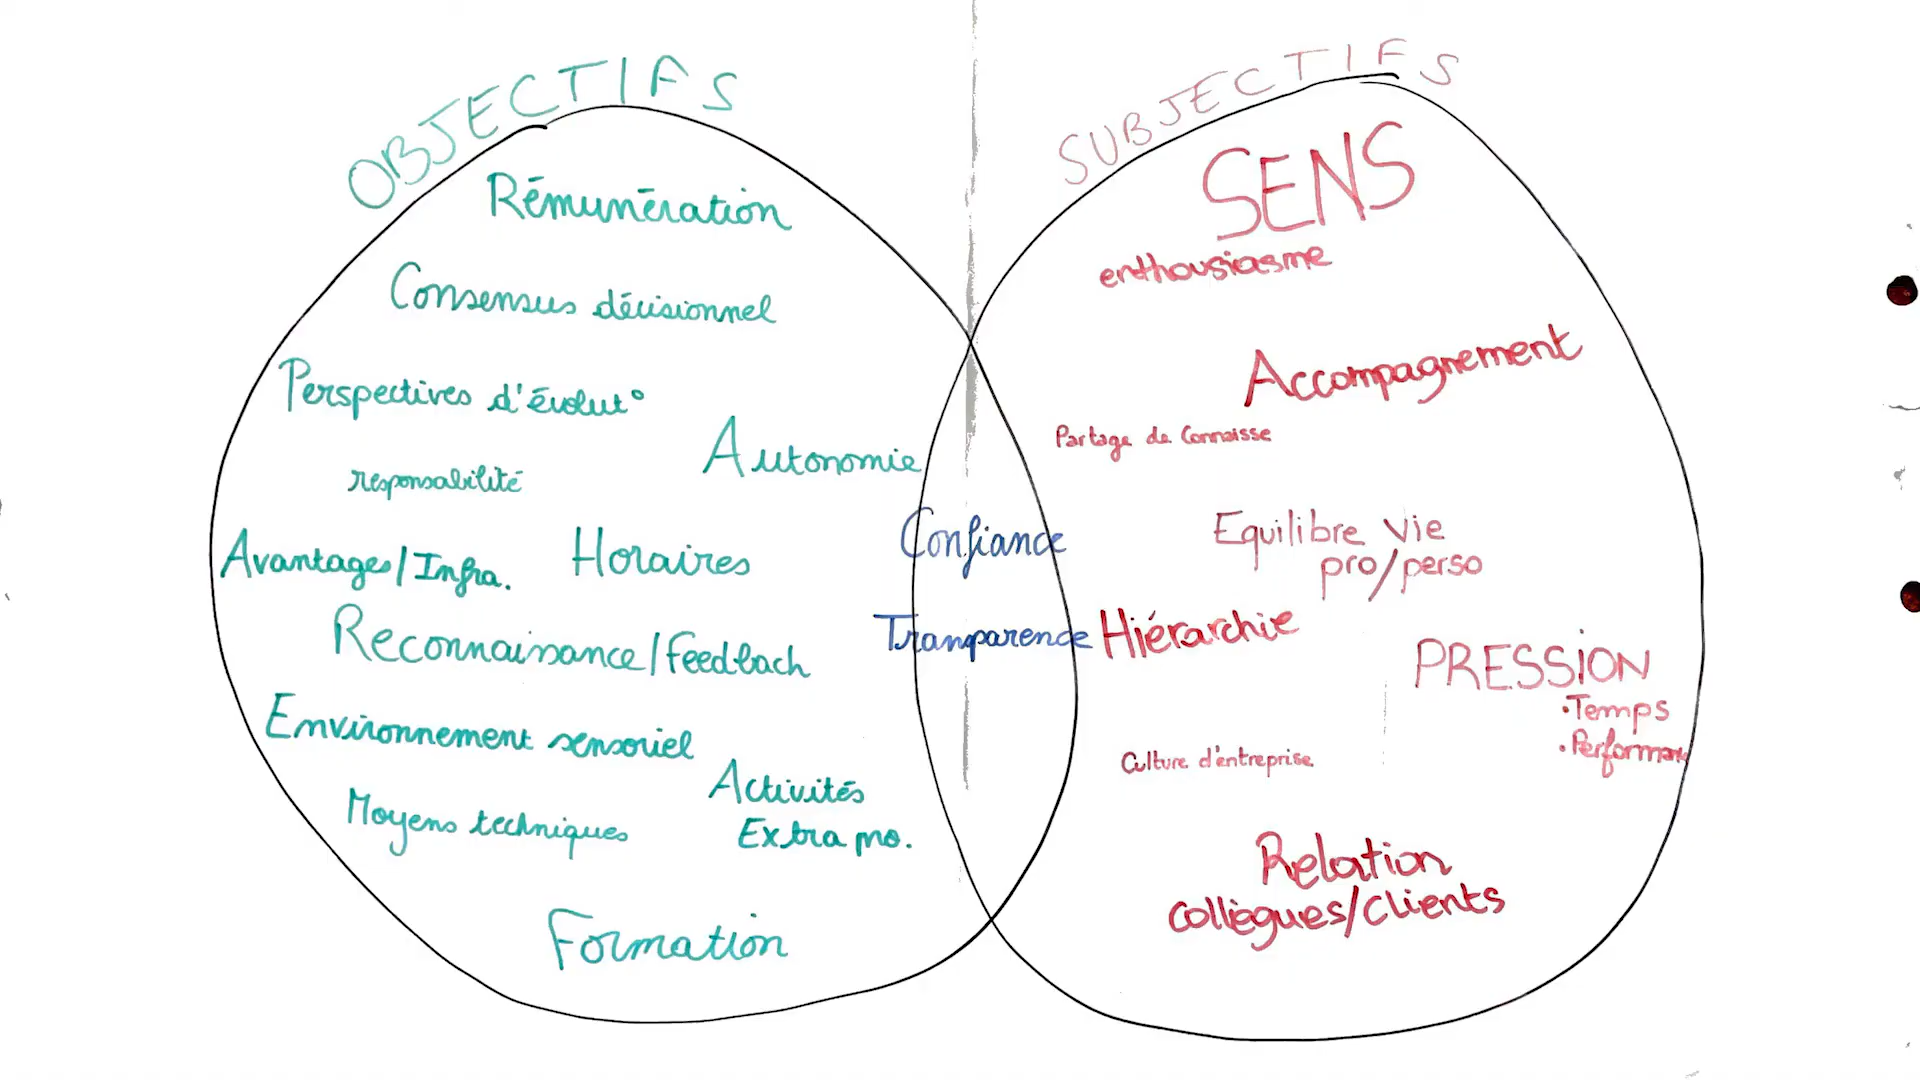 OBJECTIFS
Rémunération
Consensus décisionnel
Perspectives d'évolut°
Autonomie
responsabilité
Avantages/Infra.
Horaires
Reconnaissance/Feedback
Environnement sensoriel
Activités
Extra pro.
Moyens techniques
Formation
Confiance
Tranparence
SUBJECTIFS
SENS
enthousiasme
Accompagnement
Partage de Connaisse
Equilibre vie
pro/perso
Hiérarchie
PRESSION
•Temps
•Performance
Culture d'entreprise
Relation
collègues/clients